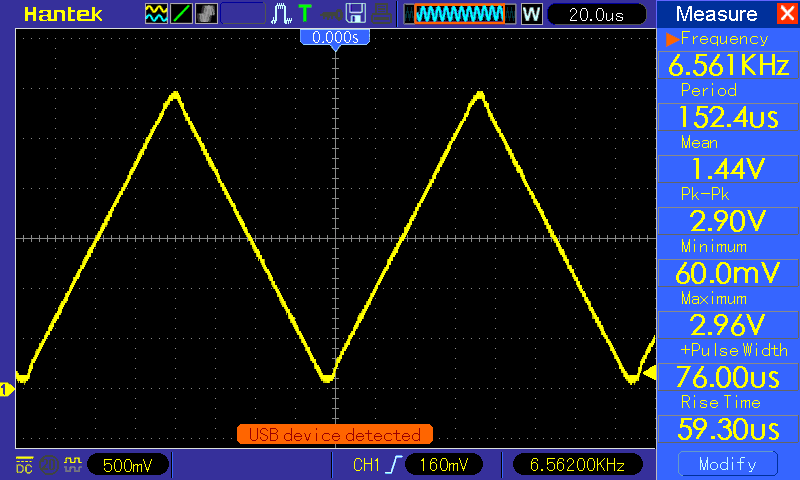 Hantek T W 20.0us Measure
0.000s
Frequency
6.561KHz
Period
152.4us
Mean
1.44V
Pk-Pk
2.90V
Minimum
60.0mV
Maximum
2.96V
+Pulse Width
76.00us
Rise Time
59.30us
1
USB device detected
DC 500mV CH1 160mV 6.56200KHz Modify